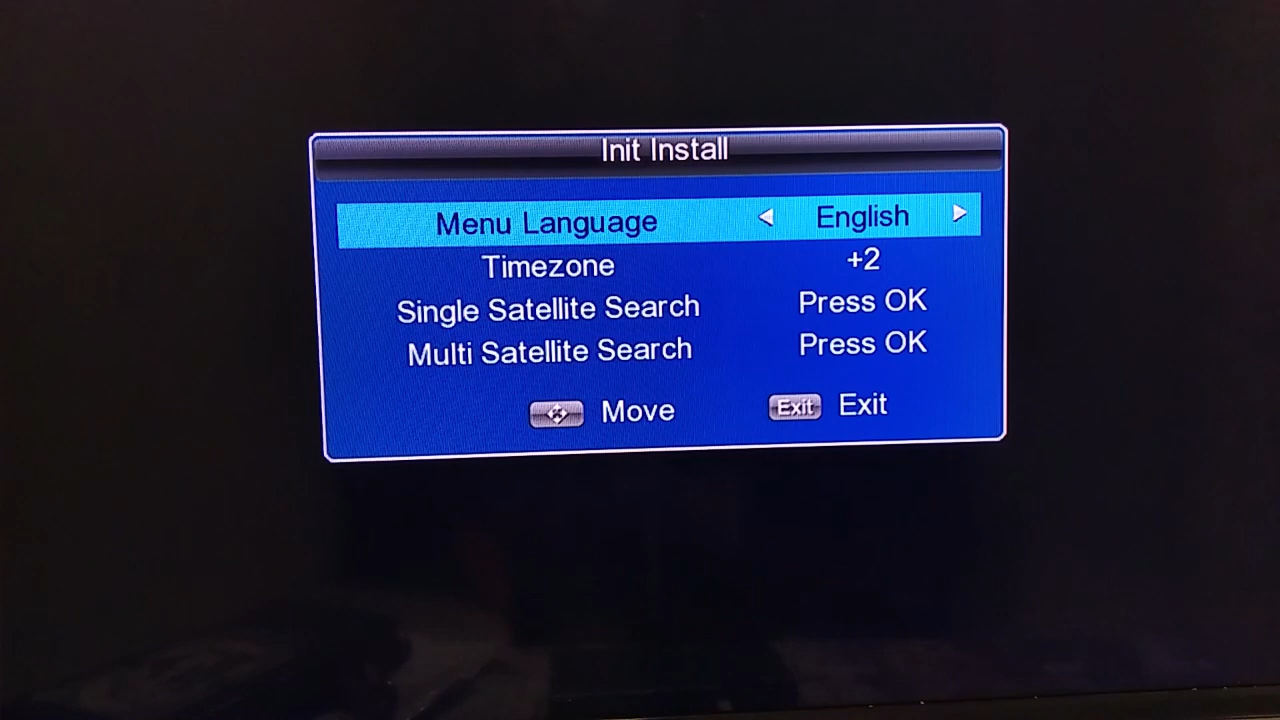 Init Install
Menu Language English
Timezone +2
Single Satellite Search Press OK
Multi Satellite Search Press OK
Move Exit Exit